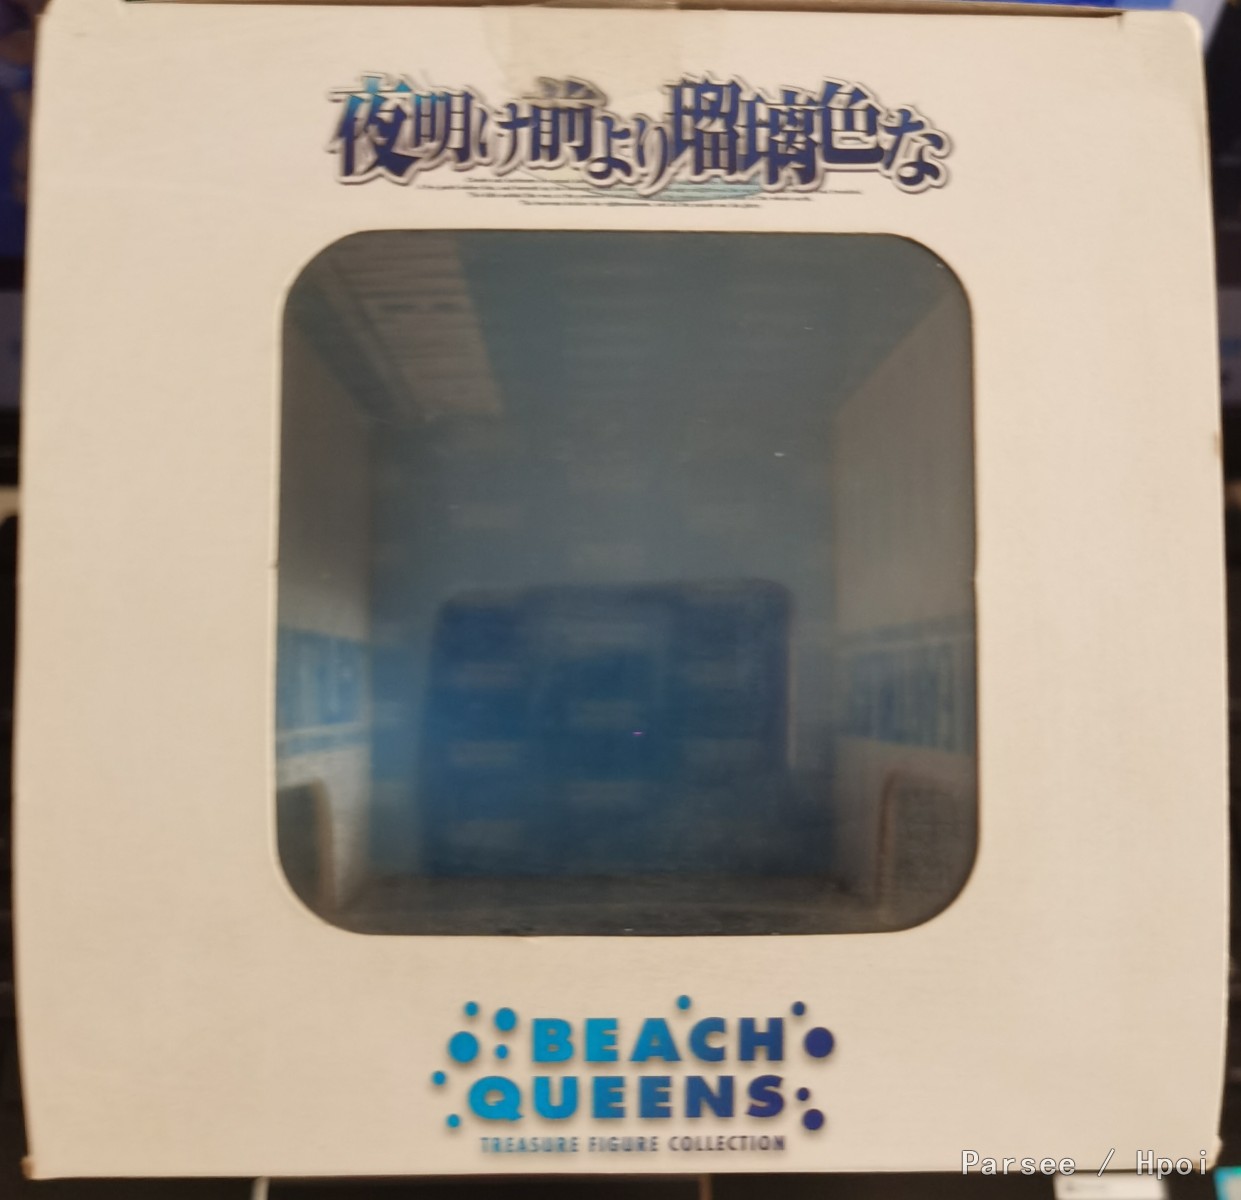 夜明け前より瑠璃色な
BEACH
QUEENS
TREASURE FIGURE COLLECTION
Parsee / Hpoi